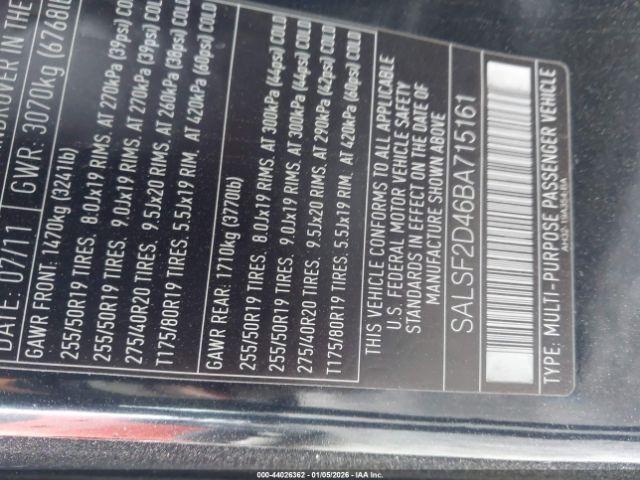 NDROVER IN THE
DATE: 07/11 GWR: 3070kg (6768lb
GAWR FRONT: 1470kg (3241lb)
255/50R19 TIRES. 8.0Jx19 RIMS, AT 270kPa (39psi) COLD
255/50R19 TIRES. 9.0Jx19 RIMS, AT 270kPa (39psi) COLD
275/40R20 TIRES. 9.5Jx20 RIMS, AT 260kPa (38psi) COLD
T175/80R19 TIRES. 5.5Jx19 RIM, AT 420kPa (60psi) COLD
GAWR REAR: 1710kg (3770lb)
255/50R19 TIRES. 8.0Jx19 RIMS, AT 300kPa (44psi) COLD
255/50R19 TIRES. 9.0Jx19 RIMS, AT 300kPa (44psi) COLD
275/40R20 TIRES. 9.5Jx20 RIMS, AT 290kPa (42psi) COLD
T175/80R19 TIRES. 5.5Jx19 RIM, AT 420kPa (60psi) COLD
THIS VEHICLE CONFORMS TO ALL APPLICABLE
U.S. FEDERAL MOTOR VEHICLE SAFETY
STANDARDS IN EFFECT ON THE DATE OF
MANUFACTURE SHOWN ABOVE
SALSF2D46BA715161
TYPE: MULTI-PURPOSE PASSENGER VEHICLE
000-44026362 - 01/05/2026 - IAA Inc.